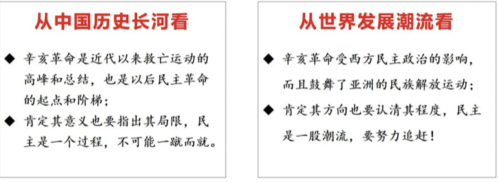 从中国历史长河看
◆ 辛亥革命是近代以来救亡运动的
高峰和总结，也是以后民主革命
的起点和阶梯；
◆ 肯定其意义也要指出其局限，民
主是一个过程，不可能一蹴而就。
从世界发展潮流看
◆ 辛亥革命受西方民主政治的影响，
而且鼓舞了亚洲的民族解放运动；
◆ 肯定其方向也要认清其程度，民主
是一股潮流，要努力追赶！